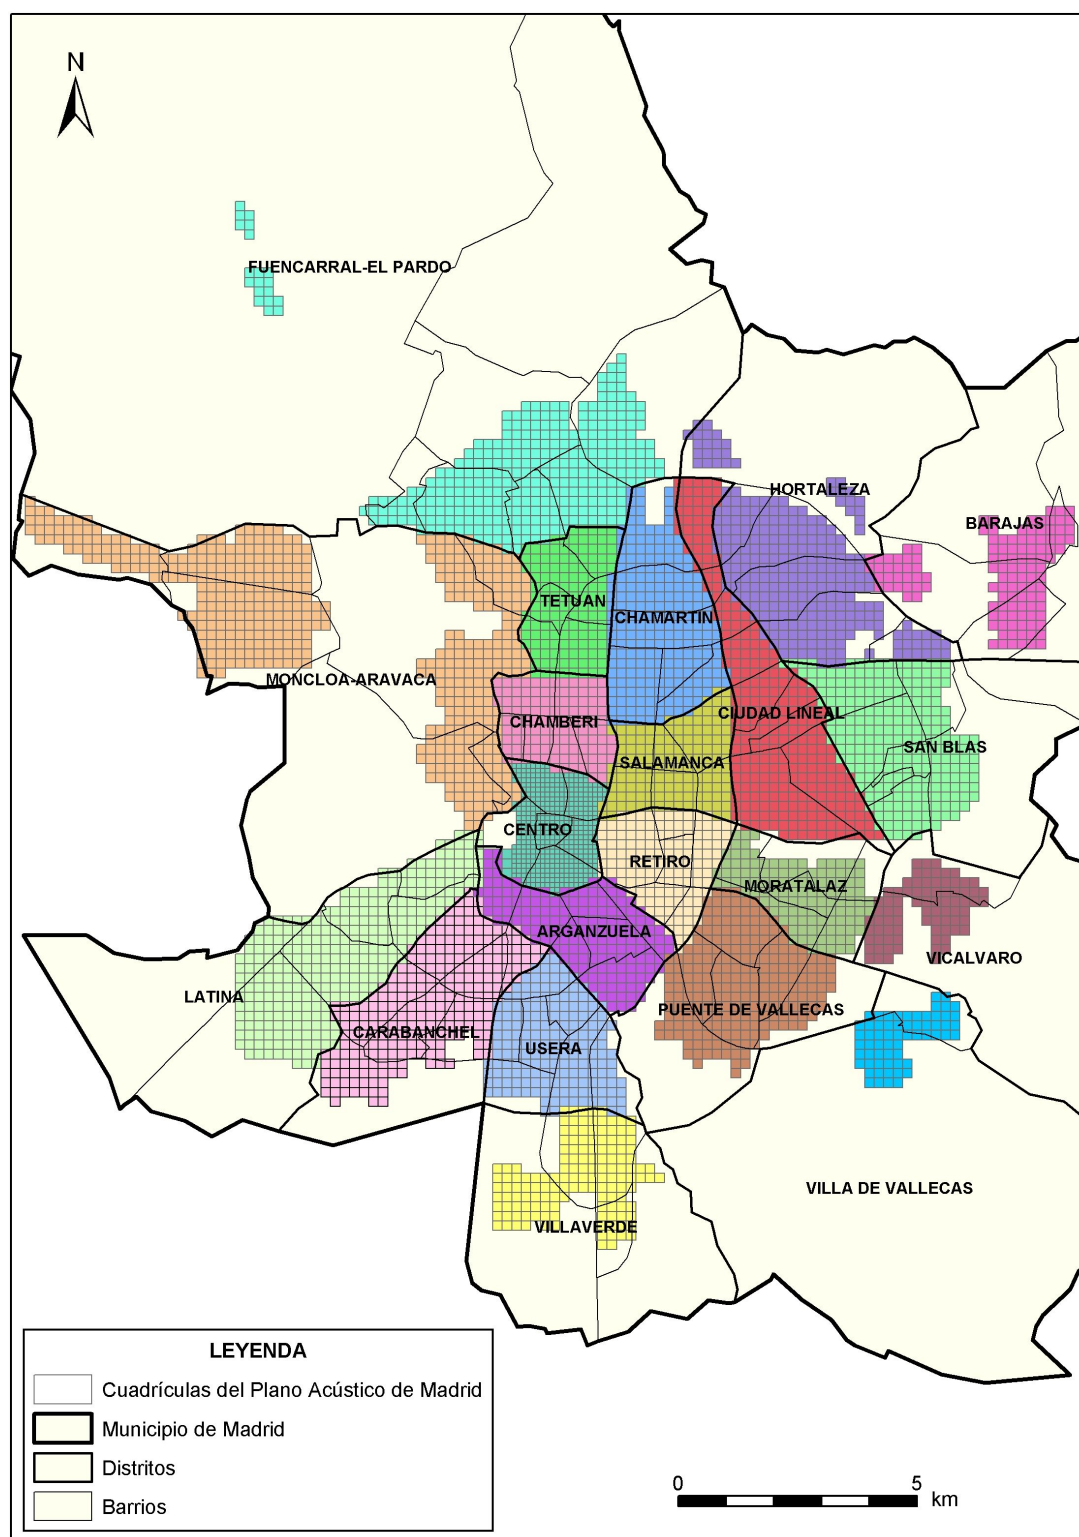 N
FUENCARRAL-EL PARDO
HORTALEZA
BARAJAS
TETUAN
CHAMARTIN
MONCLOA-ARAVACA
CHAMBERI
CIUDAD LINEAL
SAN BLAS
SALAMANCA
CENTRO
RETIRO
MORATALAZ
ARGANZUELA
VICALVARO
LATINA
PUENTE DE VALLECAS
CARABANCHEL
USERA
VILLA DE VALLECAS
VILLAVERDE
LEYENDA
Cuadrículas del Plano Acústico de Madrid
Municipio de Madrid
Distritos
Barrios
0 5
km